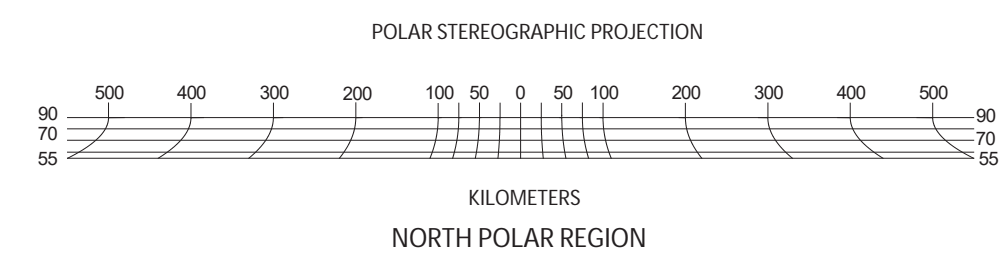 POLAR STEREOGRAPHIC PROJECTION
500 400 300 200 100 50 0 50 100 200 300 400 500
90 90
70 70
55 55
KILOMETERS
NORTH POLAR REGION